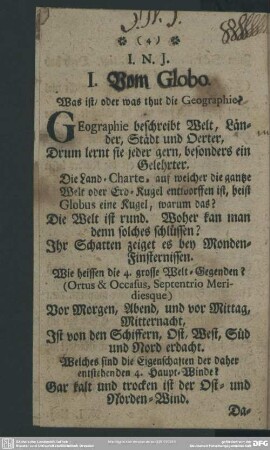 (4)
I. N. J.
I. Vom Globo.
Was ist/ oder was thut die Geographie?
GEographie beschreibt Welt, Län-
der, Städt und Oerter,
Drum lernt sie jeder gern, besonders ein
Gelehrter.
Die Land-Charte, auf welcher die gantze
Welt oder Erd-Kugel entworffen ist, heist
Globus eine Kugel, warum das?
Die Welt ist rund. Woher kan man
denn solches schlüssen?
Ihr Schatten zeiget es bey Monden-
Finsternissen.
Wie heissen die 4. grosse Welt-Gegenden?
(Ortus & Occasus, Septentrio Meri-
diesque)
Vor Morgen, Abend, und vor Mittag,
Mitternacht,
Ist von den Schiffern, Ost, West, Süd
und Nord erdacht.
Welches sind die Eigenschafften der daher
entstehenden 4. Haupt-Winde?
Gar kalt und trocken ist der Ost- und
Norden-Wind.
Da-